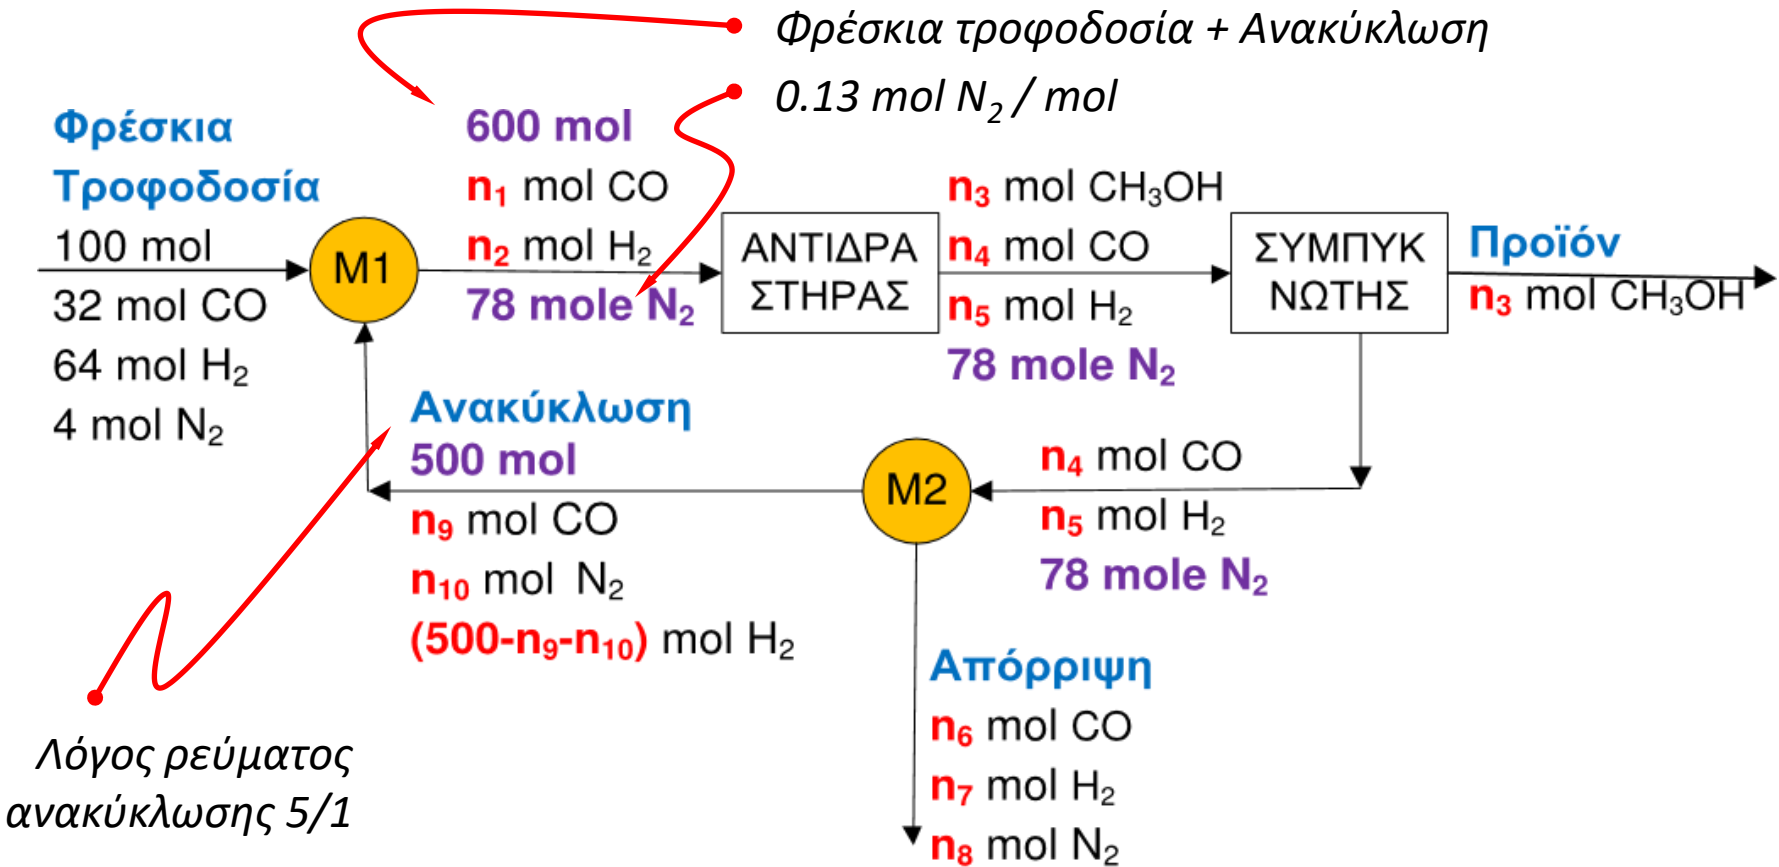 Φρέσκια τροφοδοσία + Ανακύκλωση
0.13 mol N₂ / mol
Φρέσκια
Τροφοδοσία
100 mol
32 mol CO
64 mol H₂
4 mol N₂
M1
600 mol
n₁ mol CO
n₂ mol H₂
78 mole N₂
ΑΝΤΙΔΡΑ
ΣΤΗΡΑΣ
n₃ mol CH₃OH
n₄ mol CO
n₅ mol H₂
78 mole N₂
ΣΥΜΠΥΚ
ΝΩΤΗΣ
Προϊόν
n₃ mol CH₃OH
Ανακύκλωση
500 mol
n₉ mol CO
n₁₀ mol N₂
(500-n₉-n₁₀) mol H₂
M2
n₄ mol CO
n₅ mol H₂
78 mole N₂
Απόρριψη
n₆ mol CO
n₇ mol H₂
n₈ mol N₂
Λόγος ρεύματος
ανακύκλωσης 5/1